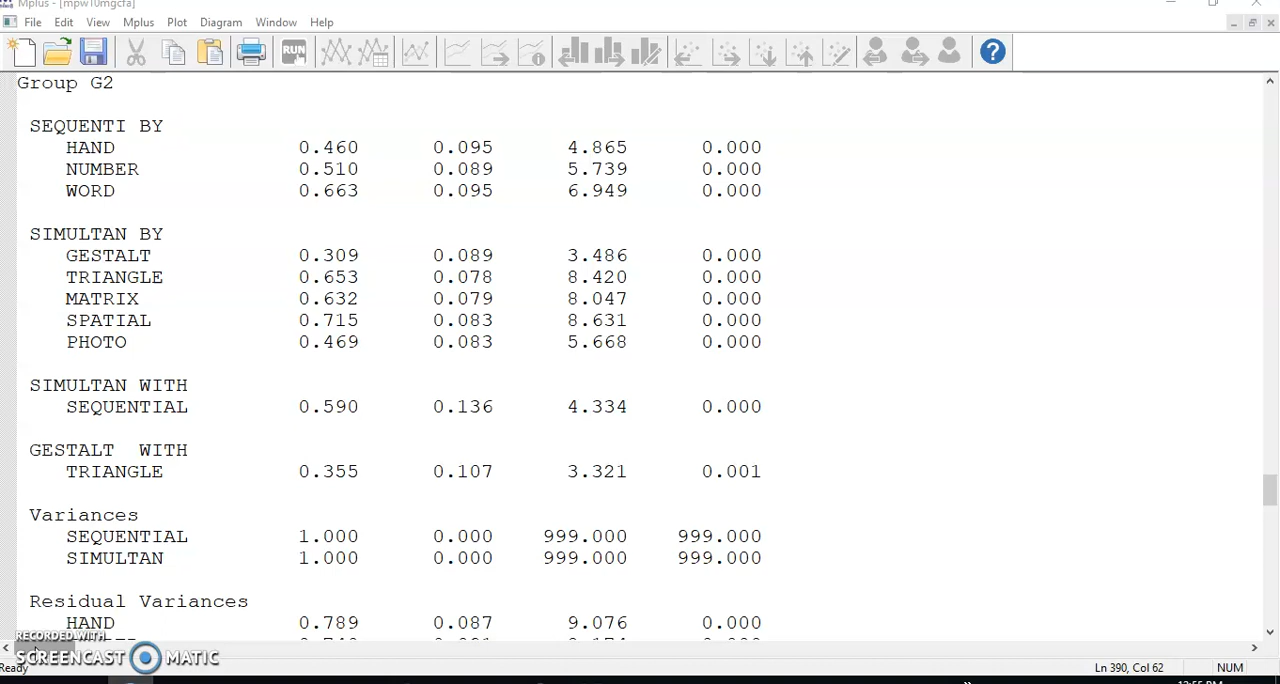 Mplus - [mpw10mgcfa]
File Edit View Mplus Plot Diagram Window Help
RUN
Group G2
SEQUENTI BY
HAND 0.460 0.095 4.865 0.000
NUMBER 0.510 0.089 5.739 0.000
WORD 0.663 0.095 6.949 0.000
SIMULTAN BY
GESTALT 0.309 0.089 3.486 0.000
TRIANGLE 0.653 0.078 8.420 0.000
MATRIX 0.632 0.079 8.047 0.000
SPATIAL 0.715 0.083 8.631 0.000
PHOTO 0.469 0.083 5.668 0.000
SIMULTAN WITH
SEQUENTIAL 0.590 0.136 4.334 0.000
GESTALT WITH
TRIANGLE 0.355 0.107 3.321 0.001
Variances
SEQUENTIAL 1.000 0.000 999.000 999.000
SIMULTAN 1.000 0.000 999.000 999.000
Residual Variances
HAND 0.789 0.087 9.076 0.000
RECORDED WITH
SCREENCAST MATIC
Ready Ln 390, Col 62 NUM